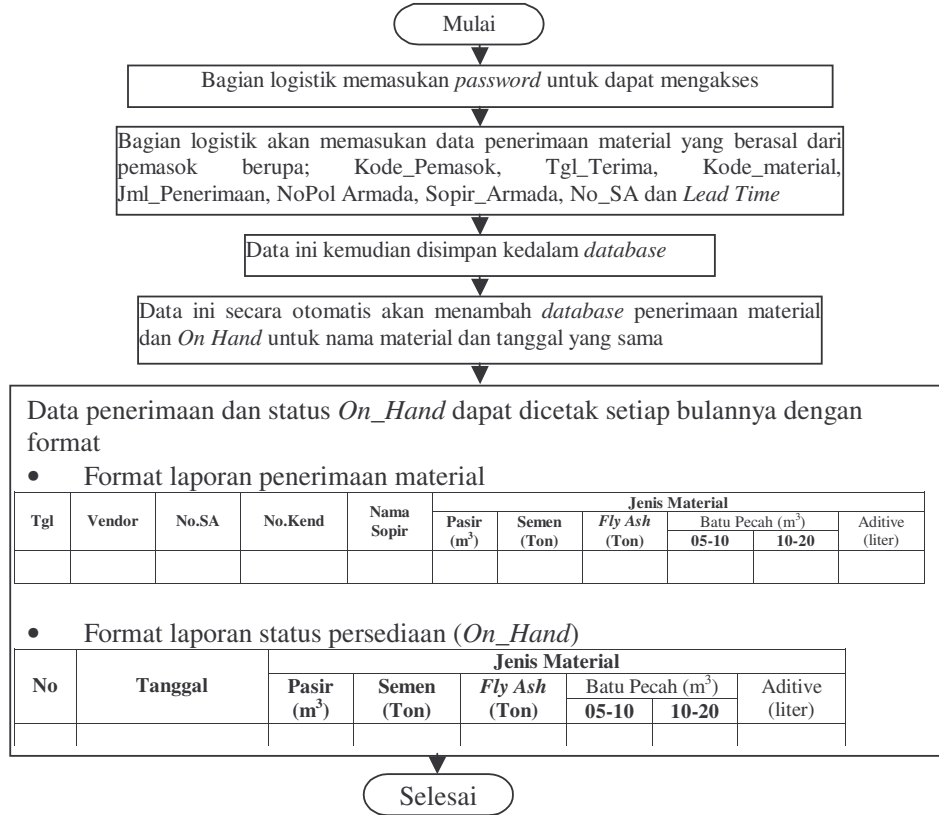 Mulai
Bagian logistik memasukan password untuk dapat mengakses
Bagian logistik akan memasukan data penerimaan material yang berasal dari
pemasok berupa; Kode_Pemasok, Tgl_Terima, Kode_material,
Jml_Penerimaan, NoPol Armada, Sopir_Armada, No_SA dan Lead Time
Data ini kemudian disimpan kedalam database
Data ini secara otomatis akan menambah database penerimaan material
dan On Hand untuk nama material dan tanggal yang sama
Data penerimaan dan status On_Hand dapat dicetak setiap bulannya dengan
format
• Format laporan penerimaan material
Tgl Vendor No.SA No.Kend Nama Sopir Jenis Material
Pasir (m³) Semen (Ton) Fly Ash (Ton) Batu Pecah (m³) Aditive (liter)
05-10 10-20
• Format laporan status persediaan (On_Hand)
No Tanggal Jenis Material
Pasir (m³) Semen (Ton) Fly Ash (Ton) Batu Pecah (m³) Aditive (liter)
05-10 10-20
Selesai